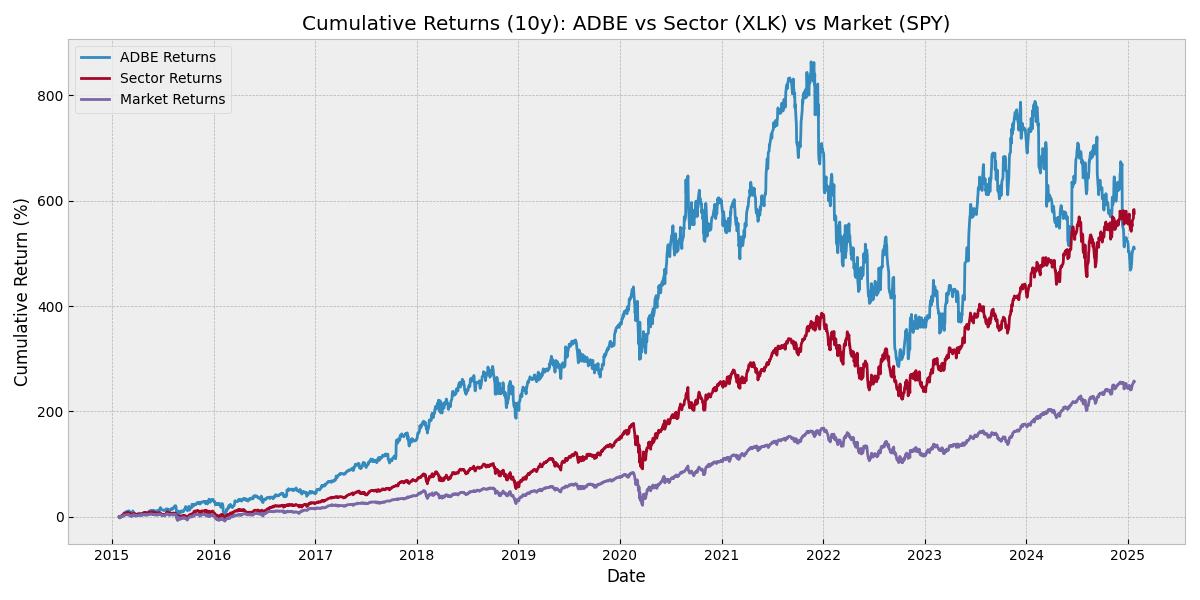 Cumulative Returns (10y): ADBE vs Sector (XLK) vs Market (SPY)
ADBE Returns
Sector Returns
Market Returns
Cumulative Return (%)
800
600
400
200
0
2015 2016 2017 2018 2019 2020 2021 2022 2023 2024 2025
Date